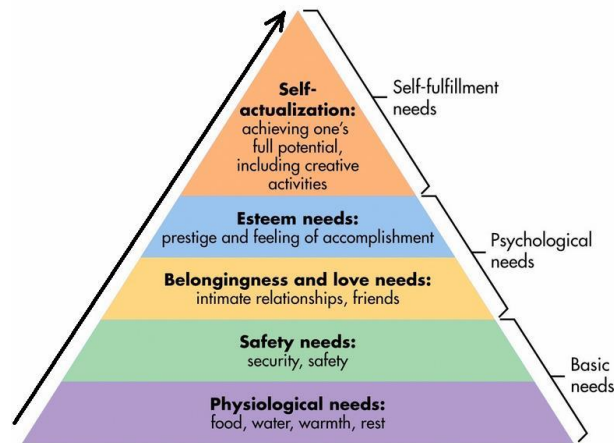 Self-
actualization:
achieving one's
full potential,
including creative
activities
Self-fulfillment
needs
Esteem needs:
prestige and feeling of accomplishment
Psychological
needs
Belongingness and love needs:
intimate relationships, friends
Safety needs:
security, safety
Basic
needs
Physiological needs:
food, water, warmth, rest